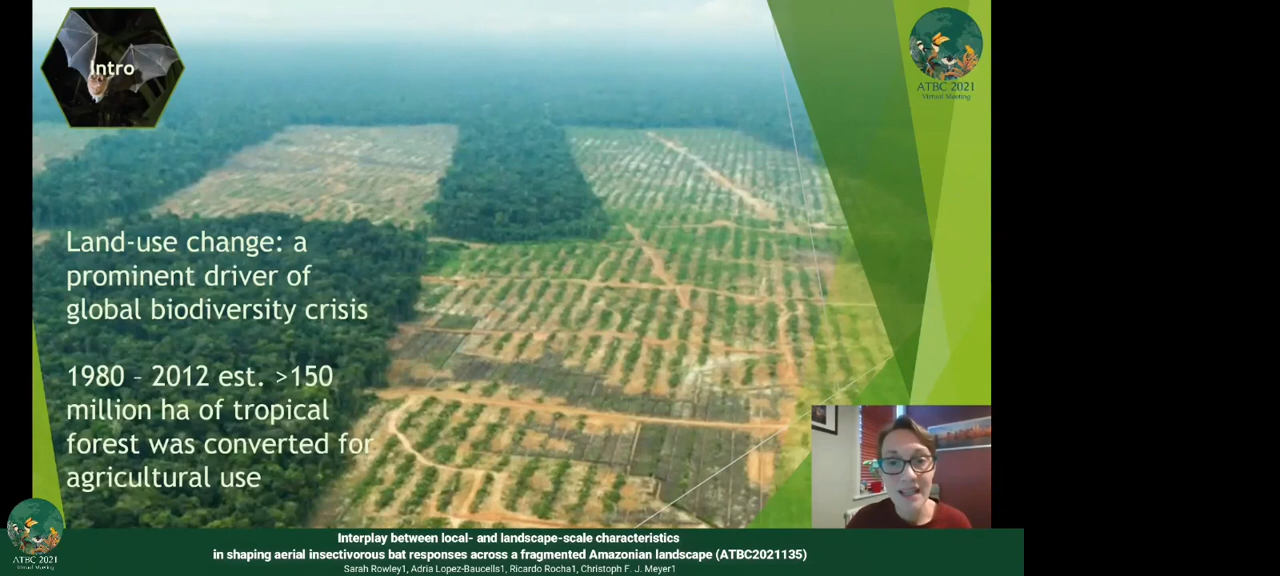 Intro
ATBC 2021
Virtual Meeting
Land-use change: a
prominent driver of
global biodiversity crisis
1980 – 2012 est. >150
million ha of tropical
forest was converted for
agricultural use
ATBC 2021
Virtual Meeting
Interplay between local- and landscape-scale characteristics
in shaping aerial insectivorous bat responses across a fragmented Amazonian landscape (ATBC2021135)
Sarah Rowley1, Adria Lopez-Baucells1, Ricardo Rocha1, Christoph F. J. Meyer1